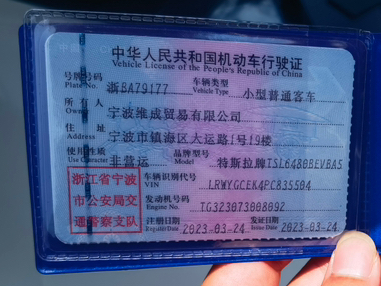 中华人民共和国机动车行驶证
Vehicle License of the People's Republic of China
号牌号码 浙BA79177 车辆类型 小型普通客车
Plate No. Vehicle Type
所有人 宁波维成贸易有限公司
Owner
住址 宁波市镇海区大运路1号19楼
Address
使用性质 非营运 品牌型号 特斯拉牌TSL6480BEVBA5
Use Character Model
浙江省宁波
市公安局交
通警察支队
车辆识别代号 LRWYGCEK4PC835504
VIN
发动机号码 TG323073008092
Engine No.
注册日期 2023-03-24 发证日期 2023-03-24
Register Date Issue Date